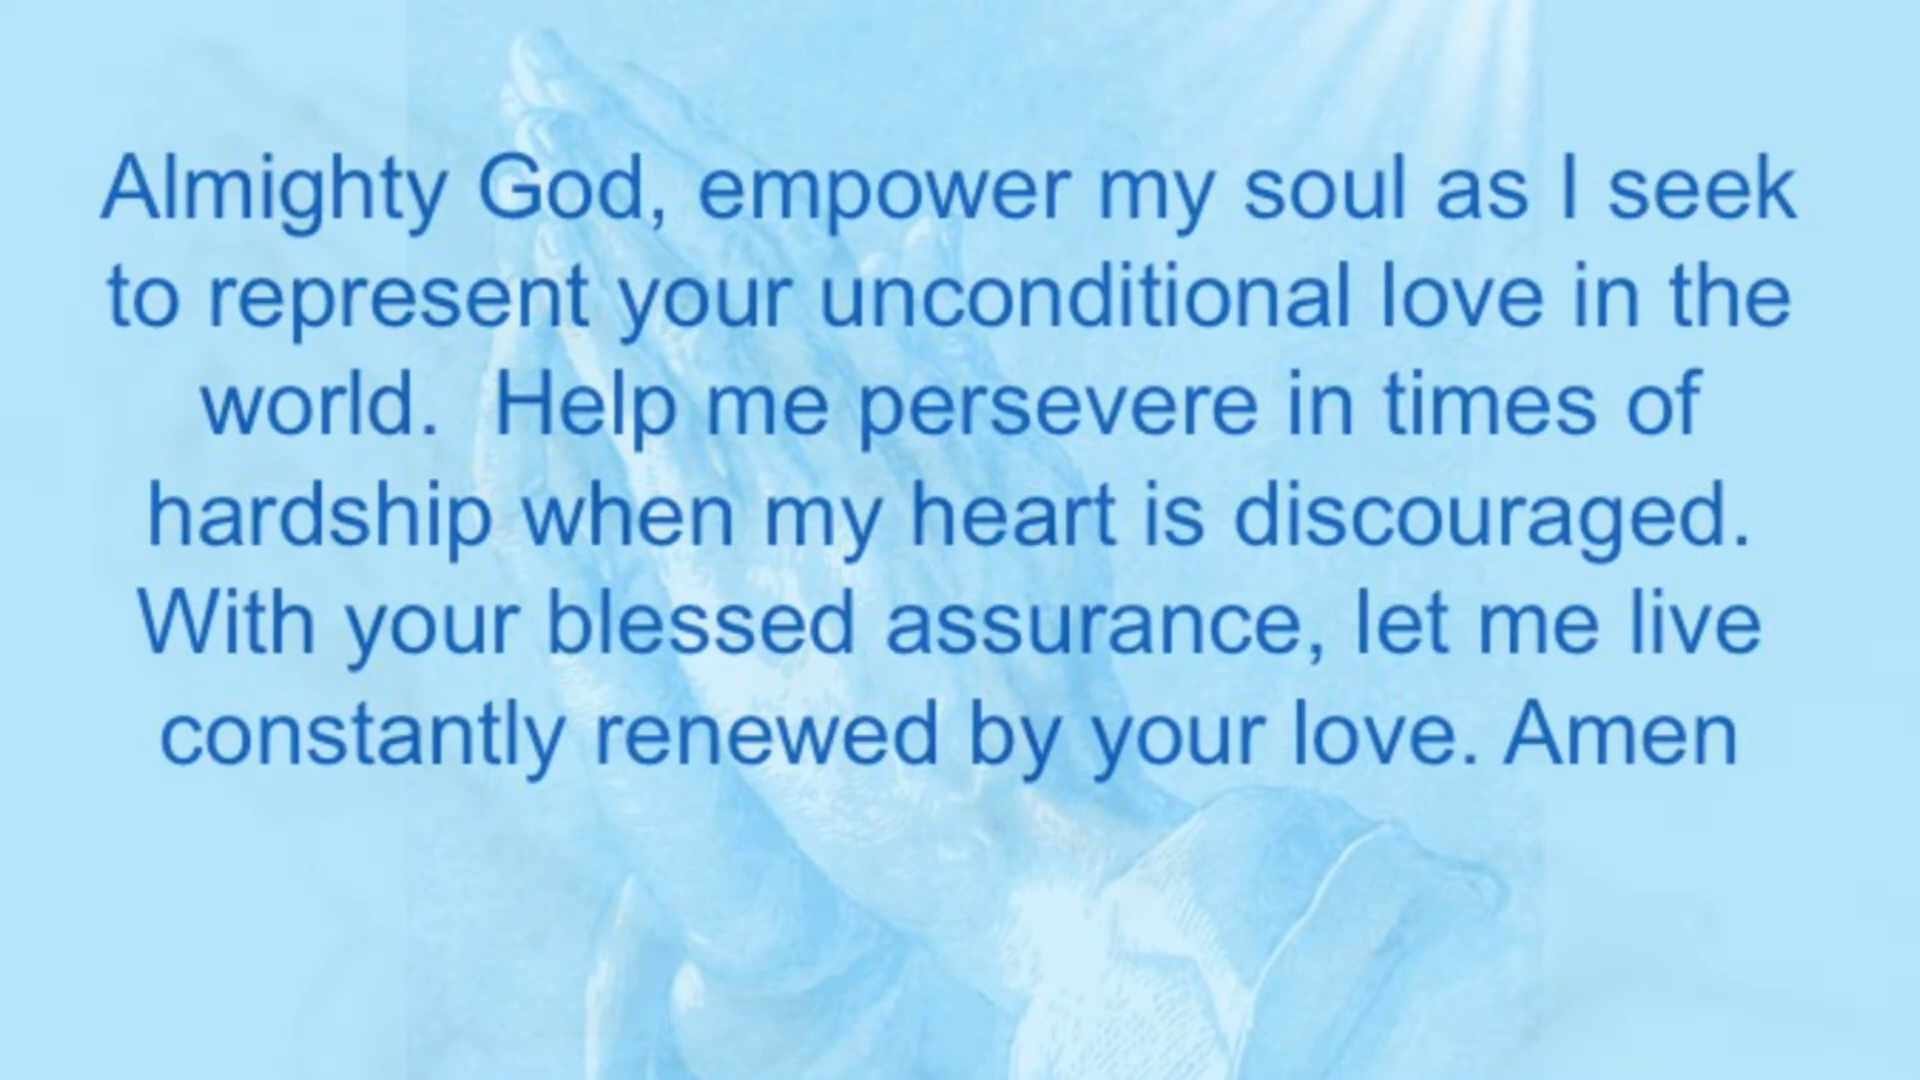 Almighty God, empower my soul as I seek
to represent your unconditional love in the
world.  Help me persevere in times of
hardship when my heart is discouraged.
With your blessed assurance, let me live
constantly renewed by your love. Amen